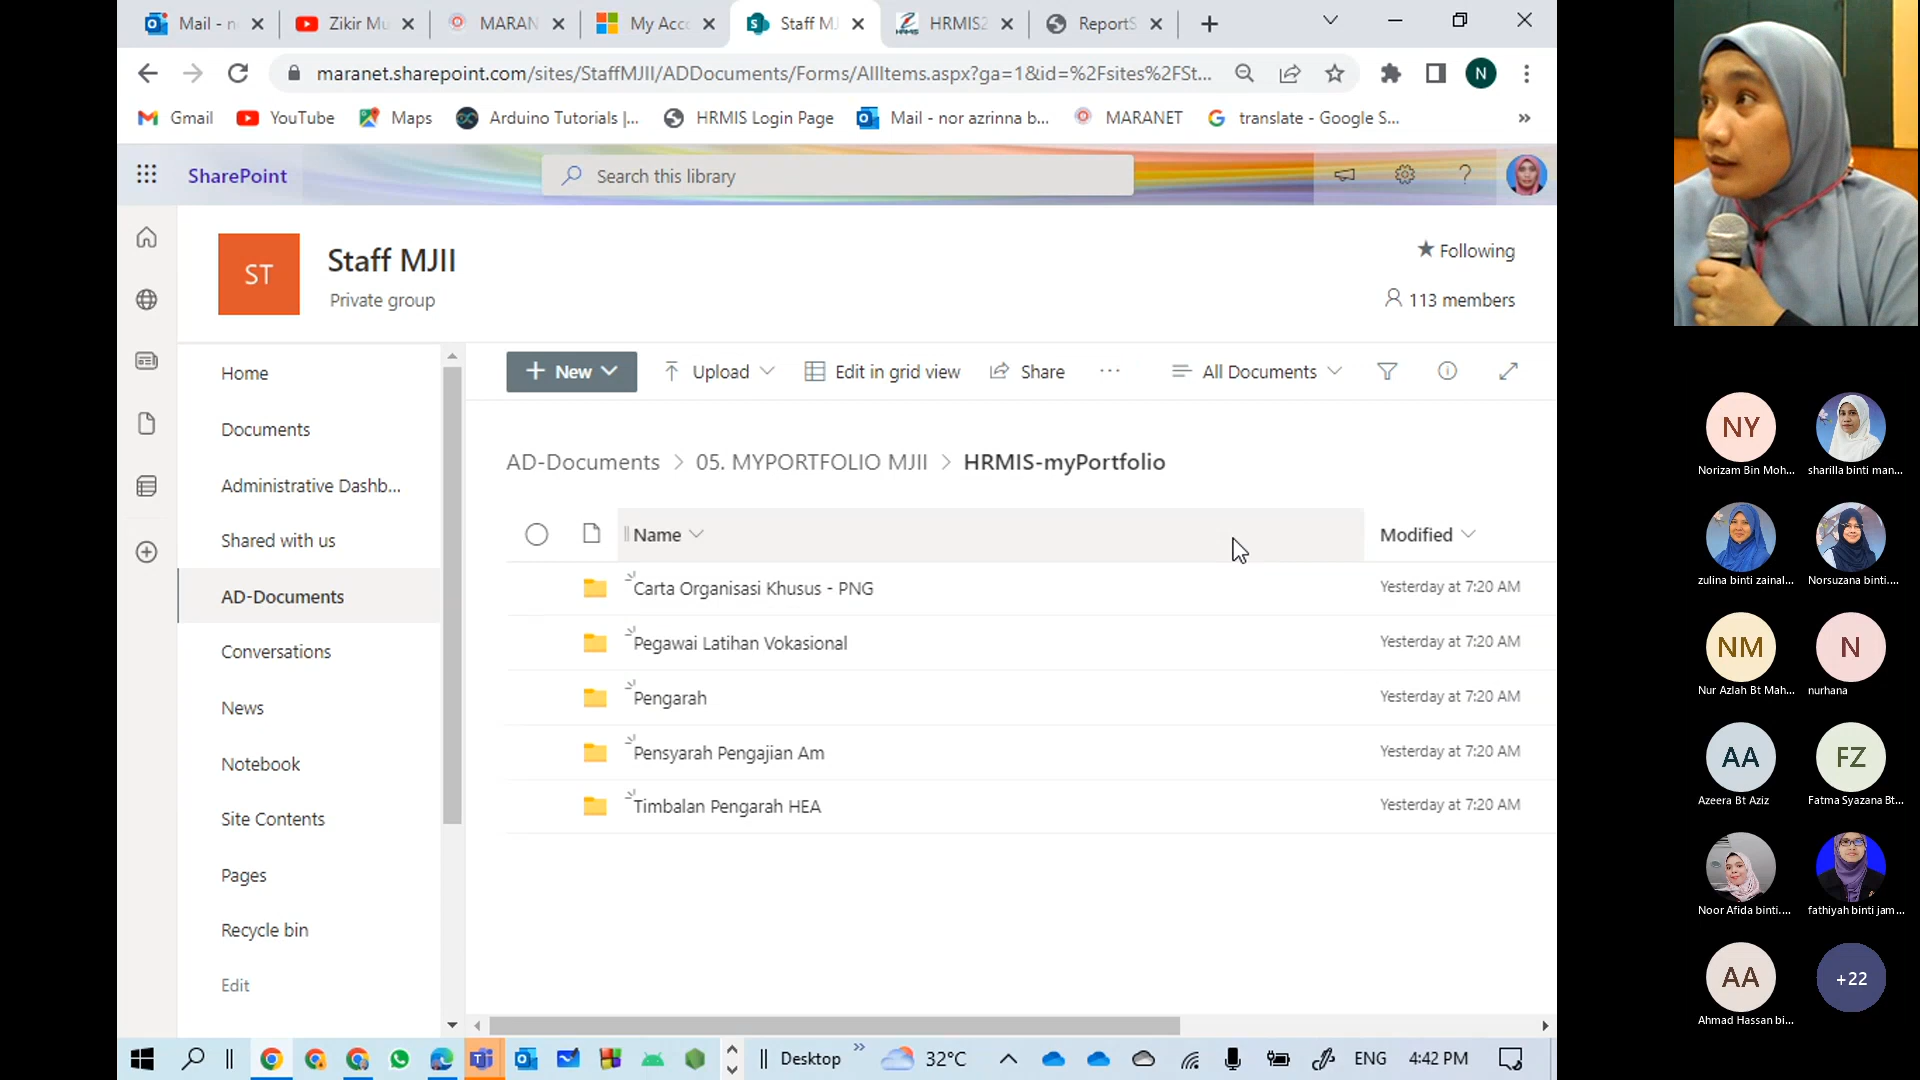 Mail - n
Zikir Mu
MARAN
My Acc
Staff MJ
HRMIS2
ReportS
maranet.sharepoint.com/sites/StaffMJII/ADDocuments/Forms/AllItems.aspx?ga=1&id=%2Fsites%2FSt...
N
Gmail
YouTube
Maps
Arduino Tutorials |...
HRMIS Login Page
Mail - nor azrinna b...
MARANET
translate - Google S...
SharePoint
Search this library
ST
Staff MJII
Private group
Following
113 members
Home
Documents
Administrative Dashb...
Shared with us
AD-Documents
Conversations
News
Notebook
Site Contents
Pages
Recycle bin
Edit
New
Upload
Edit in grid view
Share
All Documents
AD-Documents > 05. MYPORTFOLIO MJII > HRMIS-myPortfolio
Name
Modified
Carta Organisasi Khusus - PNG
Yesterday at 7:20 AM
Pegawai Latihan Vokasional
Yesterday at 7:20 AM
Pengarah
Yesterday at 7:20 AM
Pensyarah Pengajian Am
Yesterday at 7:20 AM
Timbalan Pengarah HEA
Yesterday at 7:20 AM
Desktop
32°C
ENG
4:42 PM
NY
Norizam Bin Moh...
sharilla binti man...
zulina binti zainal...
Norsuzana binti....
NM
Nur Azlah Bt Mah...
N
nurhana
AA
Azeera Bt Aziz
FZ
Fatma Syazana Bt...
Noor Afida binti....
fathiyah binti jam...
AA
Ahmad Hassan bi...
+22